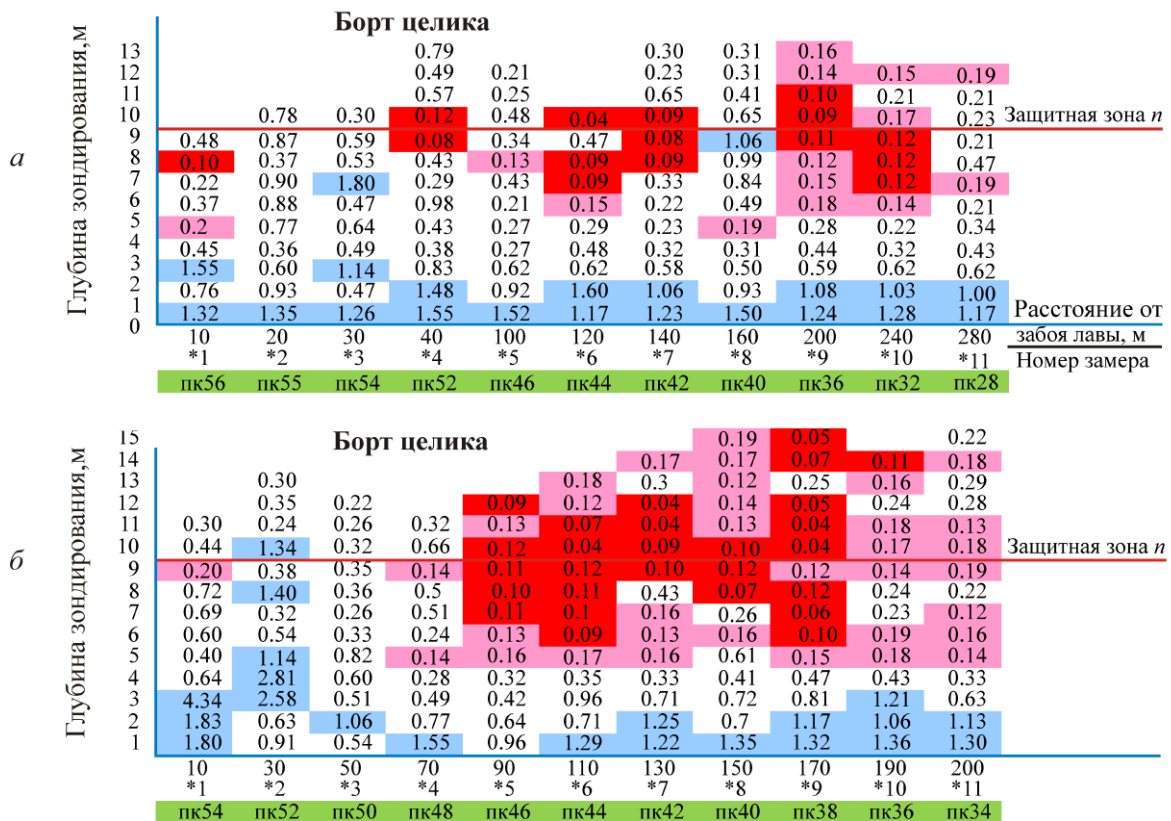 Борт целика
а
Глубина зондирования,м
13 0.79 0.30 0.31 0.16
12 0.49 0.21 0.23 0.31 0.14 0.15 0.19
11 0.57 0.25 0.65 0.41 0.10 0.21 0.21
10 0.78 0.30 0.12 0.48 0.04 0.09 0.65 0.09 0.17 0.23
Защитная зона n
9 0.48 0.87 0.59 0.08 0.34 0.47 0.08 1.06 0.11 0.12 0.21
8 0.10 0.37 0.53 0.43 0.13 0.09 0.09 0.99 0.12 0.12 0.47
7 0.22 0.90 1.80 0.29 0.43 0.09 0.33 0.84 0.15 0.12 0.19
6 0.37 0.88 0.47 0.98 0.21 0.15 0.22 0.49 0.18 0.14 0.21
5 0.2 0.77 0.64 0.43 0.27 0.29 0.23 0.19 0.28 0.22 0.34
4 0.45 0.36 0.49 0.38 0.27 0.48 0.32 0.31 0.44 0.32 0.43
3 1.55 0.60 1.14 0.83 0.62 0.62 0.58 0.50 0.59 0.62 0.62
2 0.76 0.93 0.47 1.48 0.92 1.60 1.06 0.93 1.08 1.03 1.00
1 1.32 1.35 1.26 1.55 1.52 1.17 1.23 1.50 1.24 1.28 1.17
0
Расстояние от
10 20 30 40 100 120 140 160 200 240 280 забоя лавы, м
*1 *2 *3 *4 *5 *6 *7 *8 *9 *10 *11 Номер замера
пк56 пк55 пк54 пк52 пк46 пк44 пк42 пк40 пк36 пк32 пк28
Борт целика
б
Глубина зондирования,м
15 0.19 0.05 0.22
14 0.17 0.17 0.07 0.11 0.18
13 0.30 0.18 0.3 0.12 0.25 0.16 0.29
12 0.35 0.22 0.09 0.12 0.04 0.14 0.05 0.24 0.28
11 0.30 0.24 0.26 0.32 0.13 0.07 0.04 0.13 0.04 0.18 0.13
10 0.44 1.34 0.32 0.66 0.12 0.04 0.09 0.10 0.04 0.17 0.18
Защитная зона n
9 0.20 0.38 0.35 0.14 0.11 0.12 0.10 0.12 0.12 0.14 0.19
8 0.72 1.40 0.36 0.5 0.10 0.11 0.43 0.07 0.12 0.24 0.22
7 0.69 0.32 0.26 0.51 0.11 0.1 0.16 0.26 0.06 0.23 0.12
6 0.60 0.54 0.33 0.24 0.13 0.09 0.13 0.16 0.10 0.19 0.16
5 0.40 1.14 0.82 0.14 0.16 0.17 0.16 0.61 0.15 0.18 0.14
4 0.64 2.81 0.60 0.28 0.32 0.35 0.33 0.41 0.47 0.43 0.33
3 4.34 2.58 0.51 0.49 0.42 0.96 0.71 0.72 0.81 1.21 0.63
2 1.83 0.63 1.06 0.77 0.64 0.71 1.25 0.7 1.17 1.06 1.13
1 1.80 0.91 0.54 1.55 0.96 1.29 1.22 1.35 1.32 1.36 1.30
10 30 50 70 90 110 130 150 170 190 200
*1 *2 *3 *4 *5 *6 *7 *8 *9 *10 *11
пк54 пк52 пк50 пк48 пк46 пк44 пк42 пк40 пк38 пк36 пк34